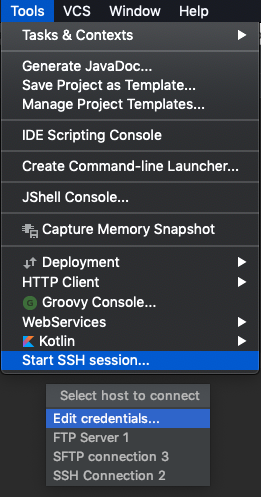 Tools VCS Window Help
Tasks & Contexts
Generate JavaDoc...
Save Project as Template...
Manage Project Templates...
IDE Scripting Console
Create Command-line Launcher...
JShell Console...
Capture Memory Snapshot
Deployment
HTTP Client
G Groovy Console...
WebServices
Kotlin
Start SSH session...
Select host to connect
Edit credentials...
FTP Server 1
SFTP connection 3
SSH Connection 2